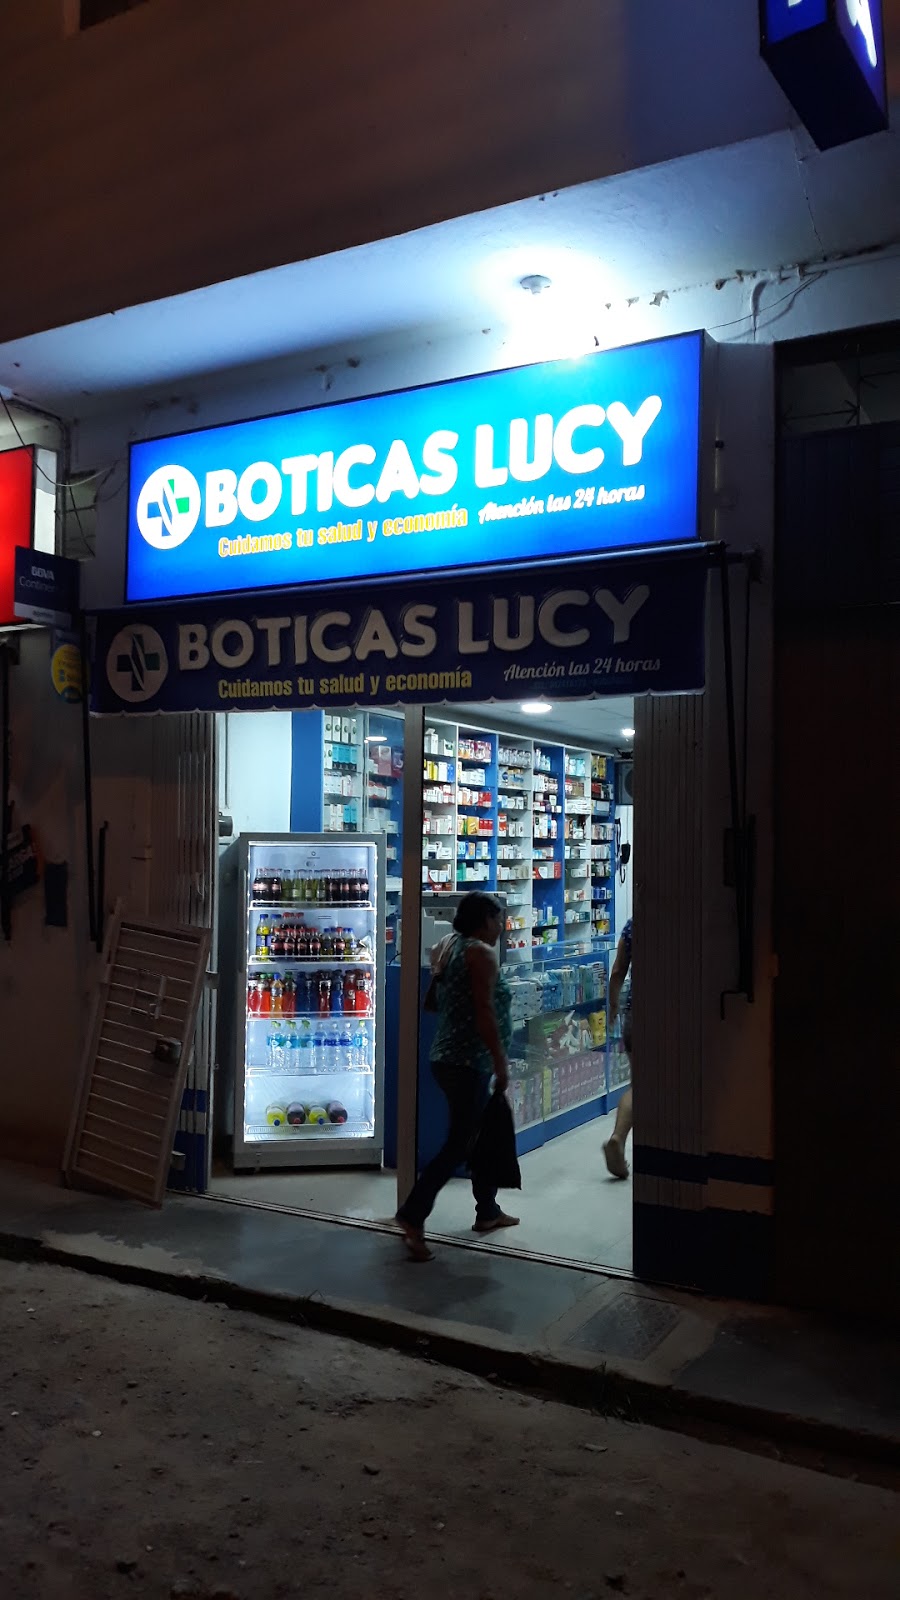 BOTICAS LUCY
Cuidamos tu salud y economía
Atención las 24 horas
BBVA
Continental
BOTICAS LUCY
Cuidamos tu salud y economía
Atención las 24 horas